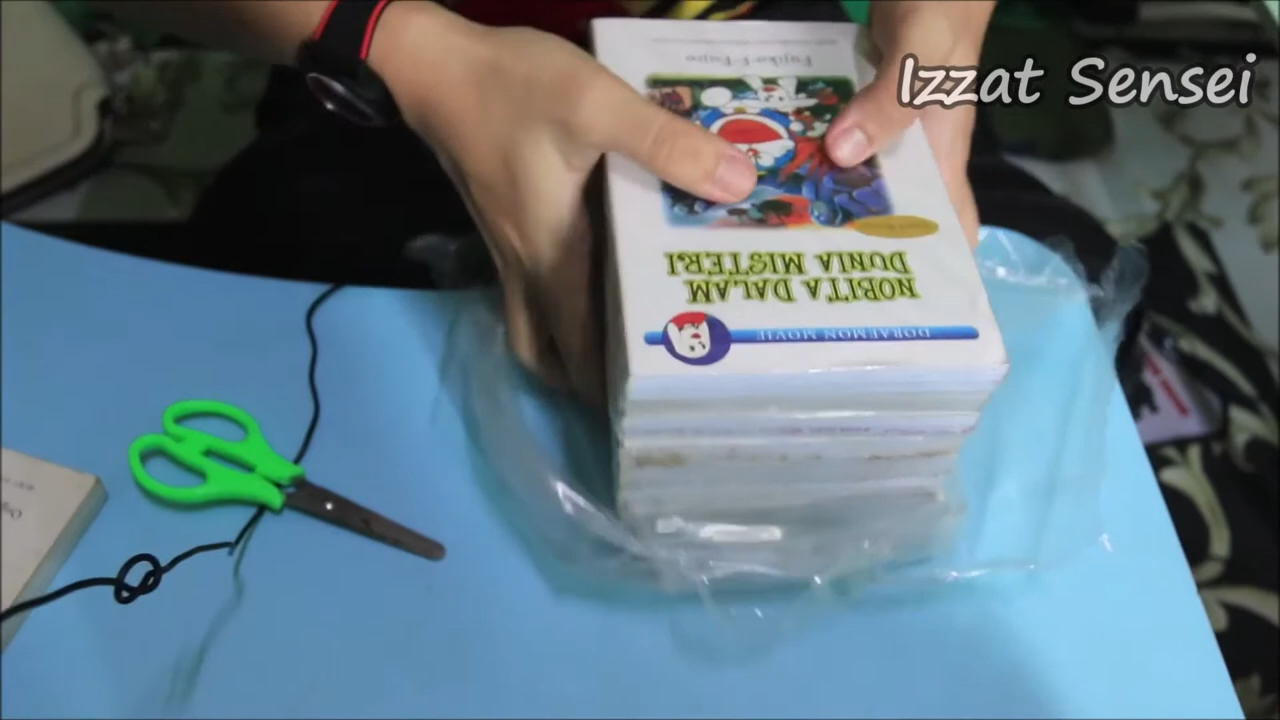 Izzat Sensei
DORAEMON MOVIE
NOBITA DALAM
DUNIA MISTERI
Fujiko.F.Fujio